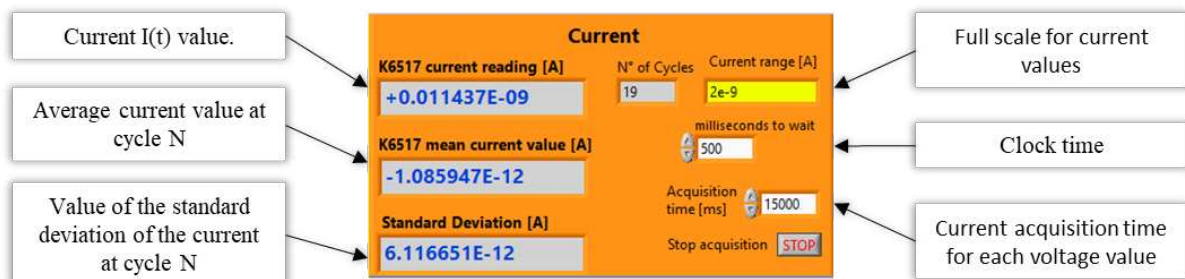 Current I(t) value.
Average current value at
cycle N
Value of the standard
deviation of the current
at cycle N
Current
K6517 current reading [A]
+0.011437E-09
N° of Cycles
19
Current range [A]
2e-9
K6517 mean current value [A]
-1.085947E-12
milliseconds to wait
500
Standard Deviation [A]
6.116651E-12
Acquisition
time [ms]
15000
Stop acquisition
STOP
Full scale for current
values
Clock time
Current acquisition time
for each voltage value